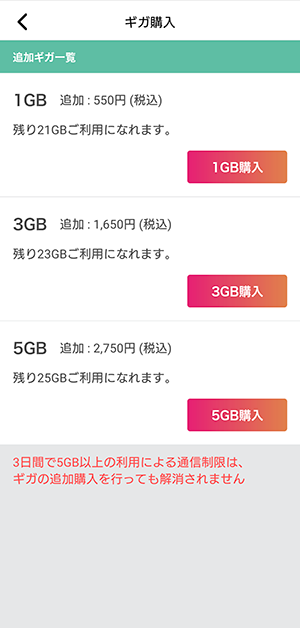 ギガ購入
追加ギガ一覧
1GB 追加 : 550円 (税込)
残り21GBご利用になれます。
1GB購入
3GB 追加 : 1,650円 (税込)
残り23GBご利用になれます。
3GB購入
5GB 追加 : 2,750円 (税込)
残り25GBご利用になれます。
5GB購入
3日間で5GB以上の利用による通信制限は、
ギガの追加購入を行っても解消されません